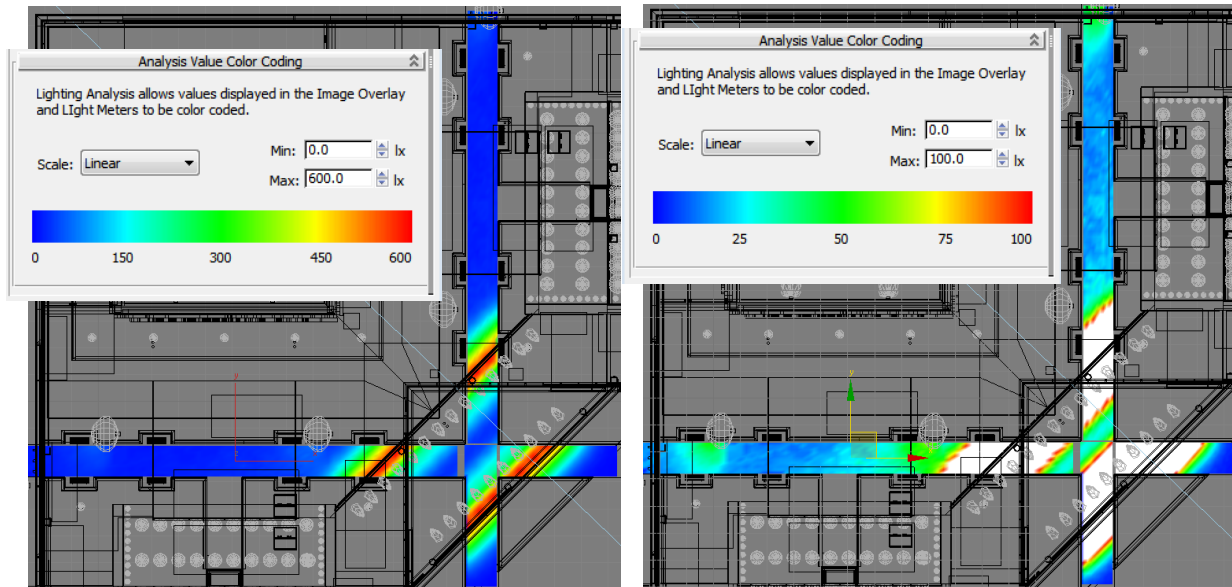 Analysis Value Color Coding
Lighting Analysis allows values displayed in the Image Overlay
and LIght Meters to be color coded.
Scale: Linear
Min: 0.0 lx
Max: 600.0 lx
0 150 300 450 600
Analysis Value Color Coding
Lighting Analysis allows values displayed in the Image Overlay
and LIght Meters to be color coded.
Scale: Linear
Min: 0.0 lx
Max: 100.0 lx
0 25 50 75 100